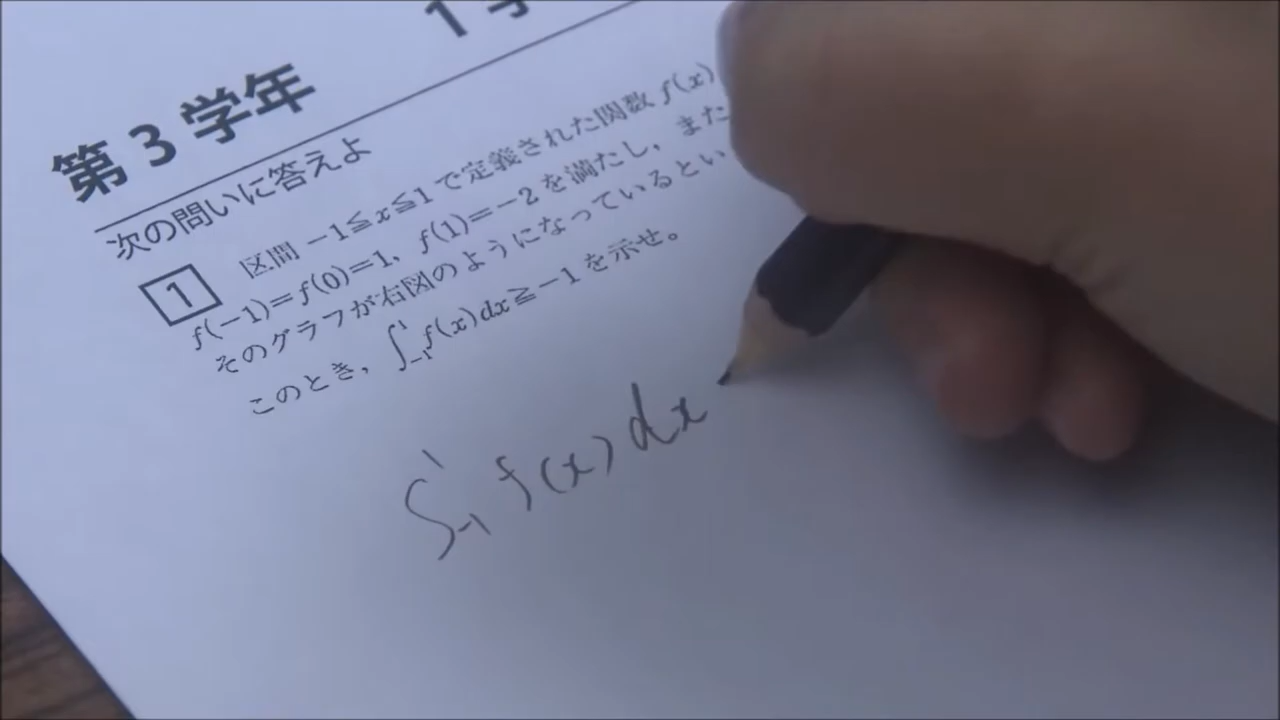 第3学年 1学
次の問いに答えよ
1 区間 −1≦x≦1で定義された関数 f(x)
f(−1)=f(0)=1, f(1)=−2 を満たし, また
そのグラフが右図のようになっているとい
このとき, ∫₋₁¹f(x)dx≧−1 を示せ。
∫₋₁¹ f(x) dx